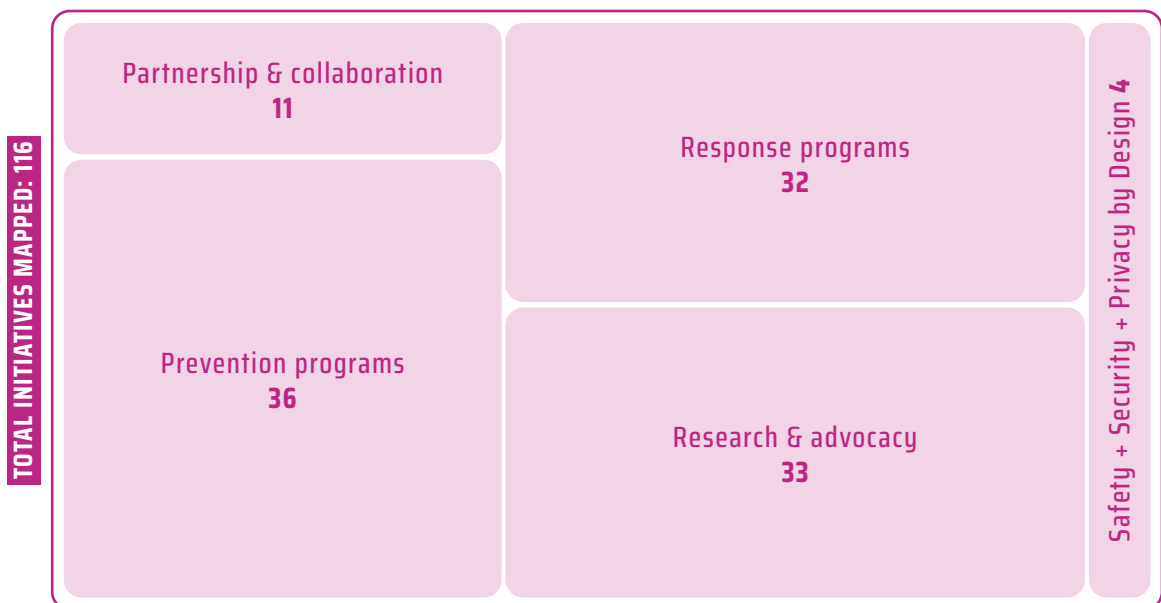 TOTAL INITIATIVES MAPPED: 116
Partnership & collaboration
11
Prevention programs
36
Response programs
32
Research & advocacy
33
Safety + Security + Privacy by Design 4